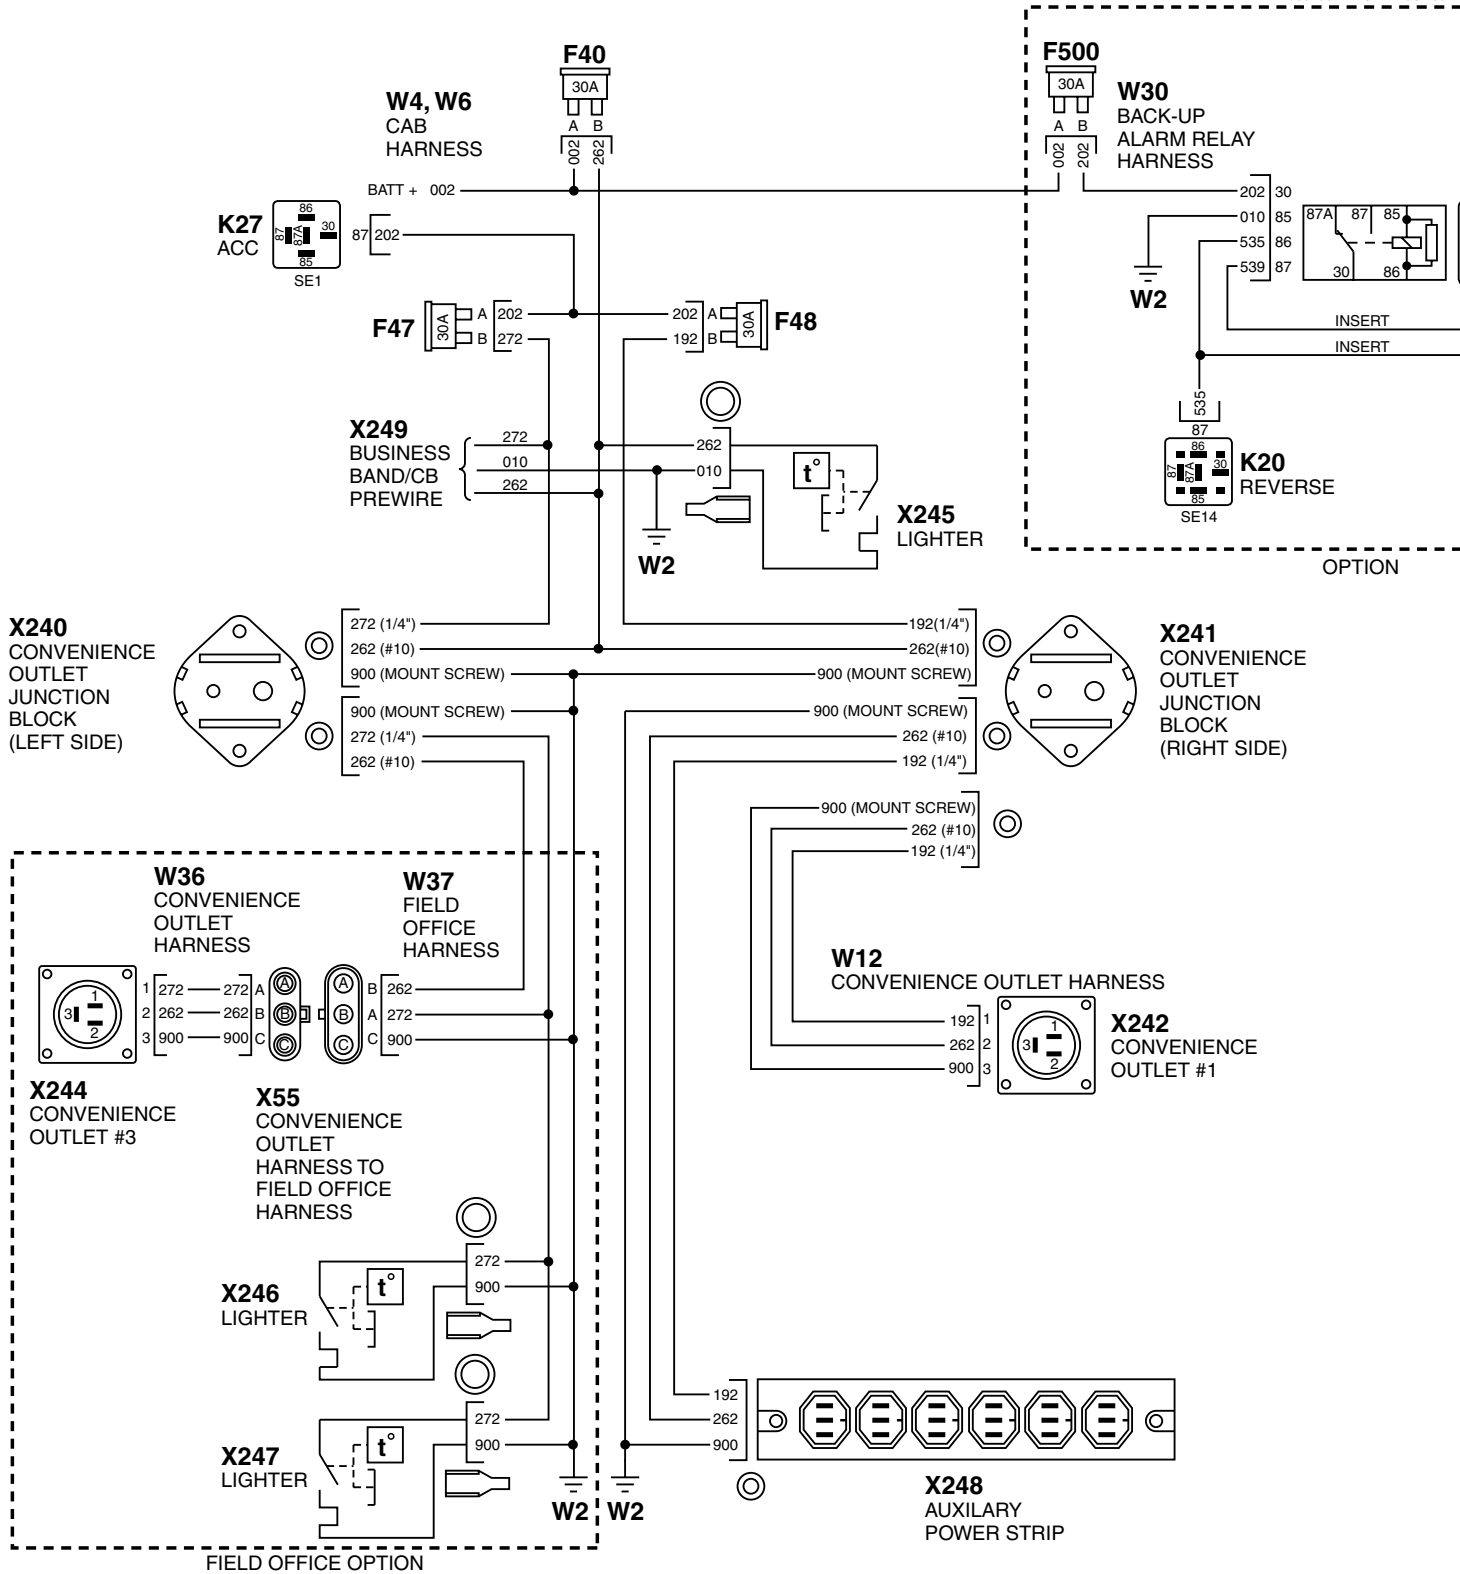 F40
30A
A B
002 262
W4, W6
CAB
HARNESS
BATT + 002
F500
30A
A B
002 202
W30
BACK-UP
ALARM RELAY
HARNESS
202 30
010 85
535 86
539 87
87A 87 85
30 86
W2
INSERT
INSERT
535
87
86
87 87A 30
85
SE14
K20
REVERSE
OPTION
K27
ACC
86
87 87A 30
85
SE1
87 202
F47
30A
A 202
B 272
202 A
192 B
30A
F48
X249
BUSINESS
BAND/CB
PREWIRE
272
010
262
262
010
W2
t°
X245
LIGHTER
X240
CONVENIENCE
OUTLET
JUNCTION
BLOCK
(LEFT SIDE)
272 (1/4")
262 (#10)
900 (MOUNT SCREW)
900 (MOUNT SCREW)
272 (1/4")
262 (#10)
192(1/4")
262(#10)
900 (MOUNT SCREW)
900 (MOUNT SCREW)
262 (#10)
192 (1/4")
X241
CONVENIENCE
OUTLET
JUNCTION
BLOCK
(RIGHT SIDE)
900 (MOUNT SCREW)
262 (#10)
192 (1/4")
W36
CONVENIENCE
OUTLET
HARNESS
W37
FIELD
OFFICE
HARNESS
1
3
2
1 272 272 A
2 262 262 B
3 900 900 C
A
B
C
A
B
C
B 262
A 272
C 900
X244
CONVENIENCE
OUTLET #3
X55
CONVENIENCE
OUTLET
HARNESS TO
FIELD OFFICE
HARNESS
W12
CONVENIENCE OUTLET HARNESS
192 1
262 2
900 3
1
3
2
X242
CONVENIENCE
OUTLET #1
X246
LIGHTER
t°
272
900
X247
LIGHTER
t°
272
900
W2 W2
FIELD OFFICE OPTION
192
262
900
X248
AUXILARY
POWER STRIP